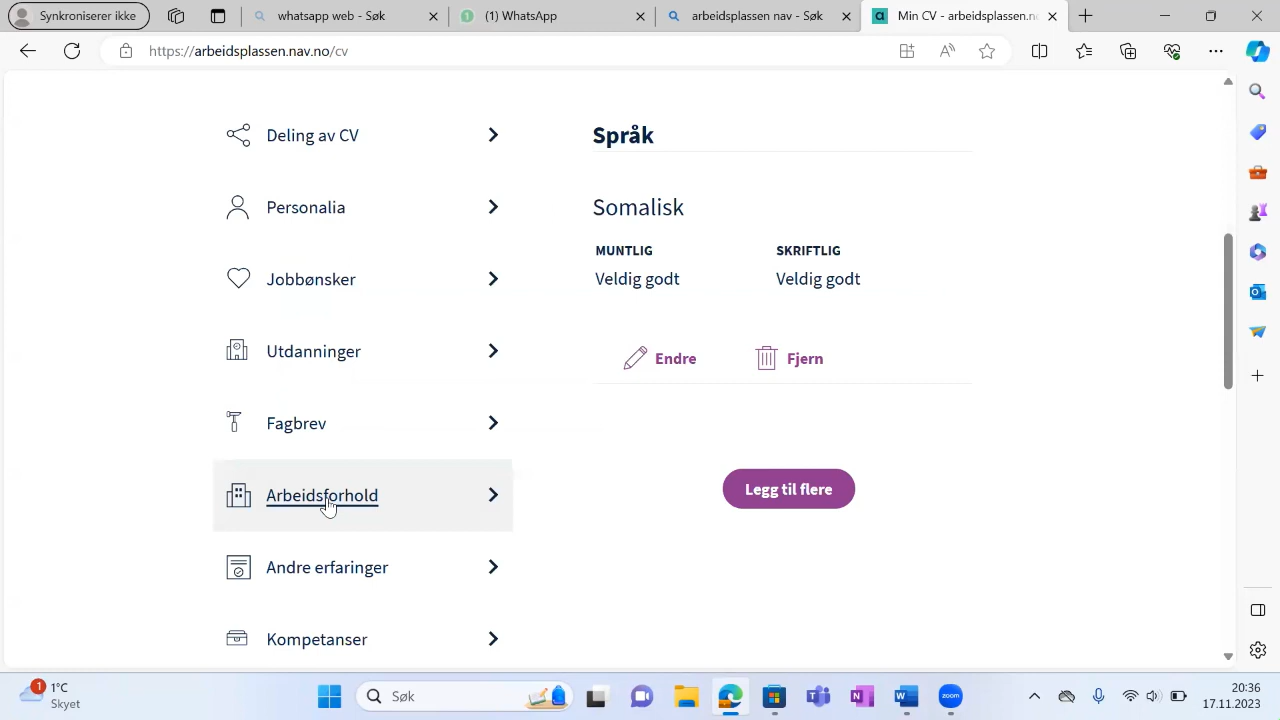 Synkroniserer ikke
whatsapp web - Søk
(1) WhatsApp
arbeidsplassen nav - Søk
Min CV - arbeidsplassen.n
https://arbeidsplassen.nav.no/cv
Deling av CV
Personalia
Jobbønsker
Utdanninger
Fagbrev
Arbeidsforhold
Andre erfaringer
Kompetanser
Språk
Somalisk
MUNTLIG SKRIFTLIG
Veldig godt Veldig godt
Endre Fjern
Legg til flere
1
1°C
Skyet
Søk
zoom
20:36
17.11.2023